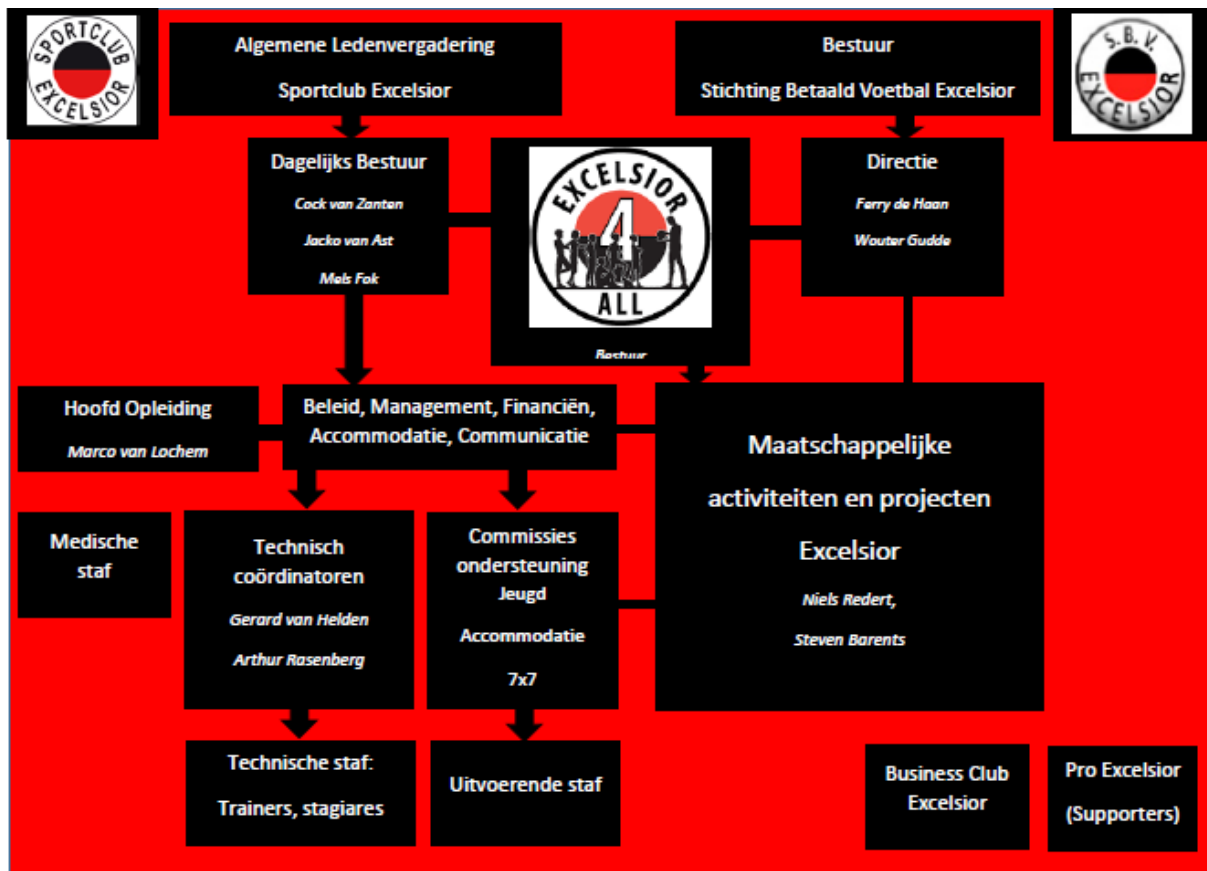 SPORTCLUB EXCELSIOR
Algemene Ledenvergadering
Sportclub Excelsior
Bestuur
Stichting Betaald Voetbal Excelsior
S.B.V. EXCELSIOR
Dagelijks Bestuur
Cock van Zanten
Jacko van Ast
Mels Fok
EXCELSIOR
4
ALL
Bestuur
Directie
Ferry de Haan
Wouter Gudde
Hoofd Opleiding
Marco van Lochem
Beleid, Management, Financiën,
Accommodatie, Communicatie
Maatschappelijke
activiteiten en projecten
Excelsior
Niels Redert,
Steven Barents
Medische
staf
Technisch
coördinatoren
Gerard van Helden
Arthur Rasenberg
Commissies
ondersteuning
Jeugd
Accommodatie
7x7
Technische staf:
Trainers, stagiares
Uitvoerende staf
Business Club
Excelsior
Pro Excelsior
(Supporters)